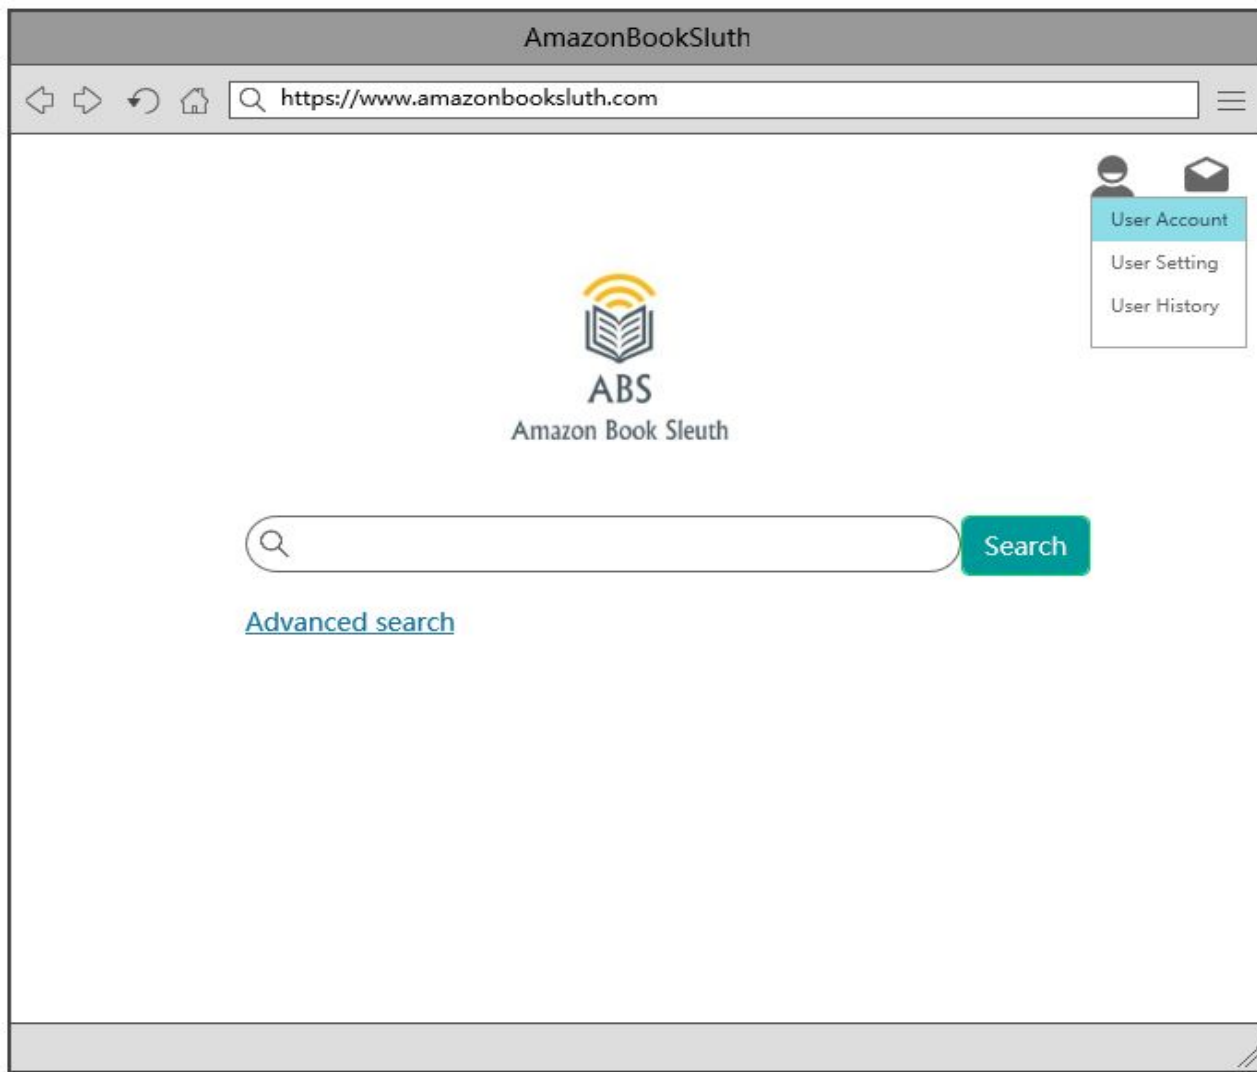 AmazonBookSluth
https://www.amazonbooksluth.com
User Account
User Setting
User History
ABS
Amazon Book Sleuth
Search
Advanced search